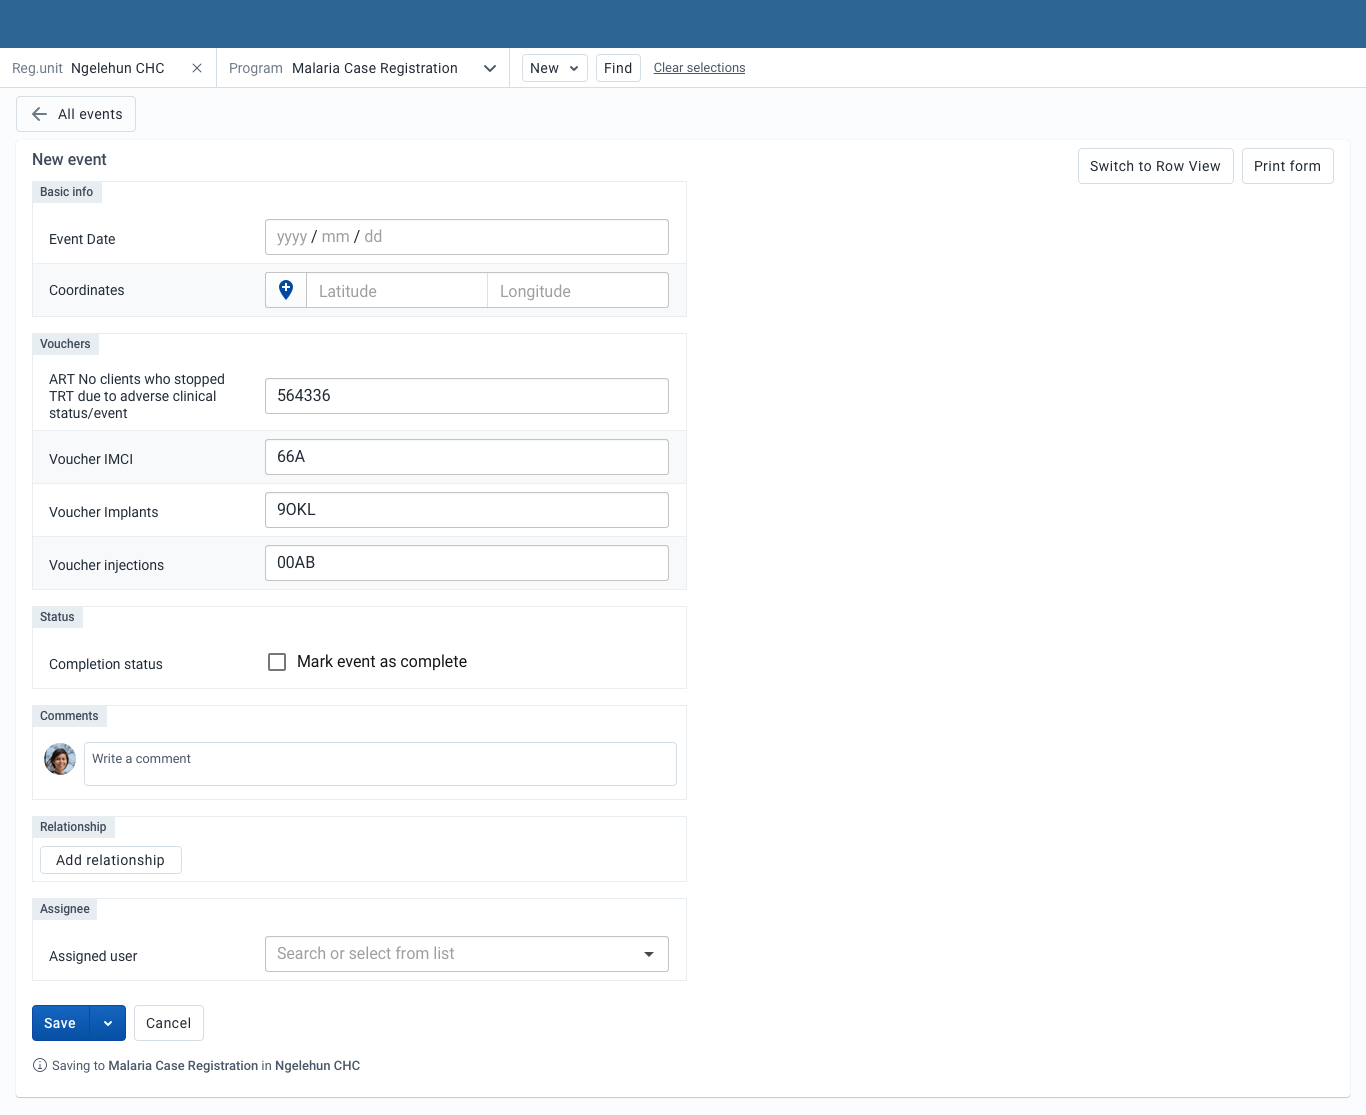 Reg.unit Ngelehun CHC Program Malaria Case Registration New Find Clear selections
All events
New event
Switch to Row View Print form
Basic info
Event Date yyyy / mm / dd
Coordinates Latitude Longitude
Vouchers
ART No clients who stopped
TRT due to adverse clinical
status/event
564336
Voucher IMCI 66A
Voucher Implants 9OKL
Voucher injections 00AB
Status
Completion status Mark event as complete
Comments
Write a comment
Relationship
Add relationship
Assignee
Assigned user Search or select from list
Save Cancel
Saving to Malaria Case Registration in Ngelehun CHC